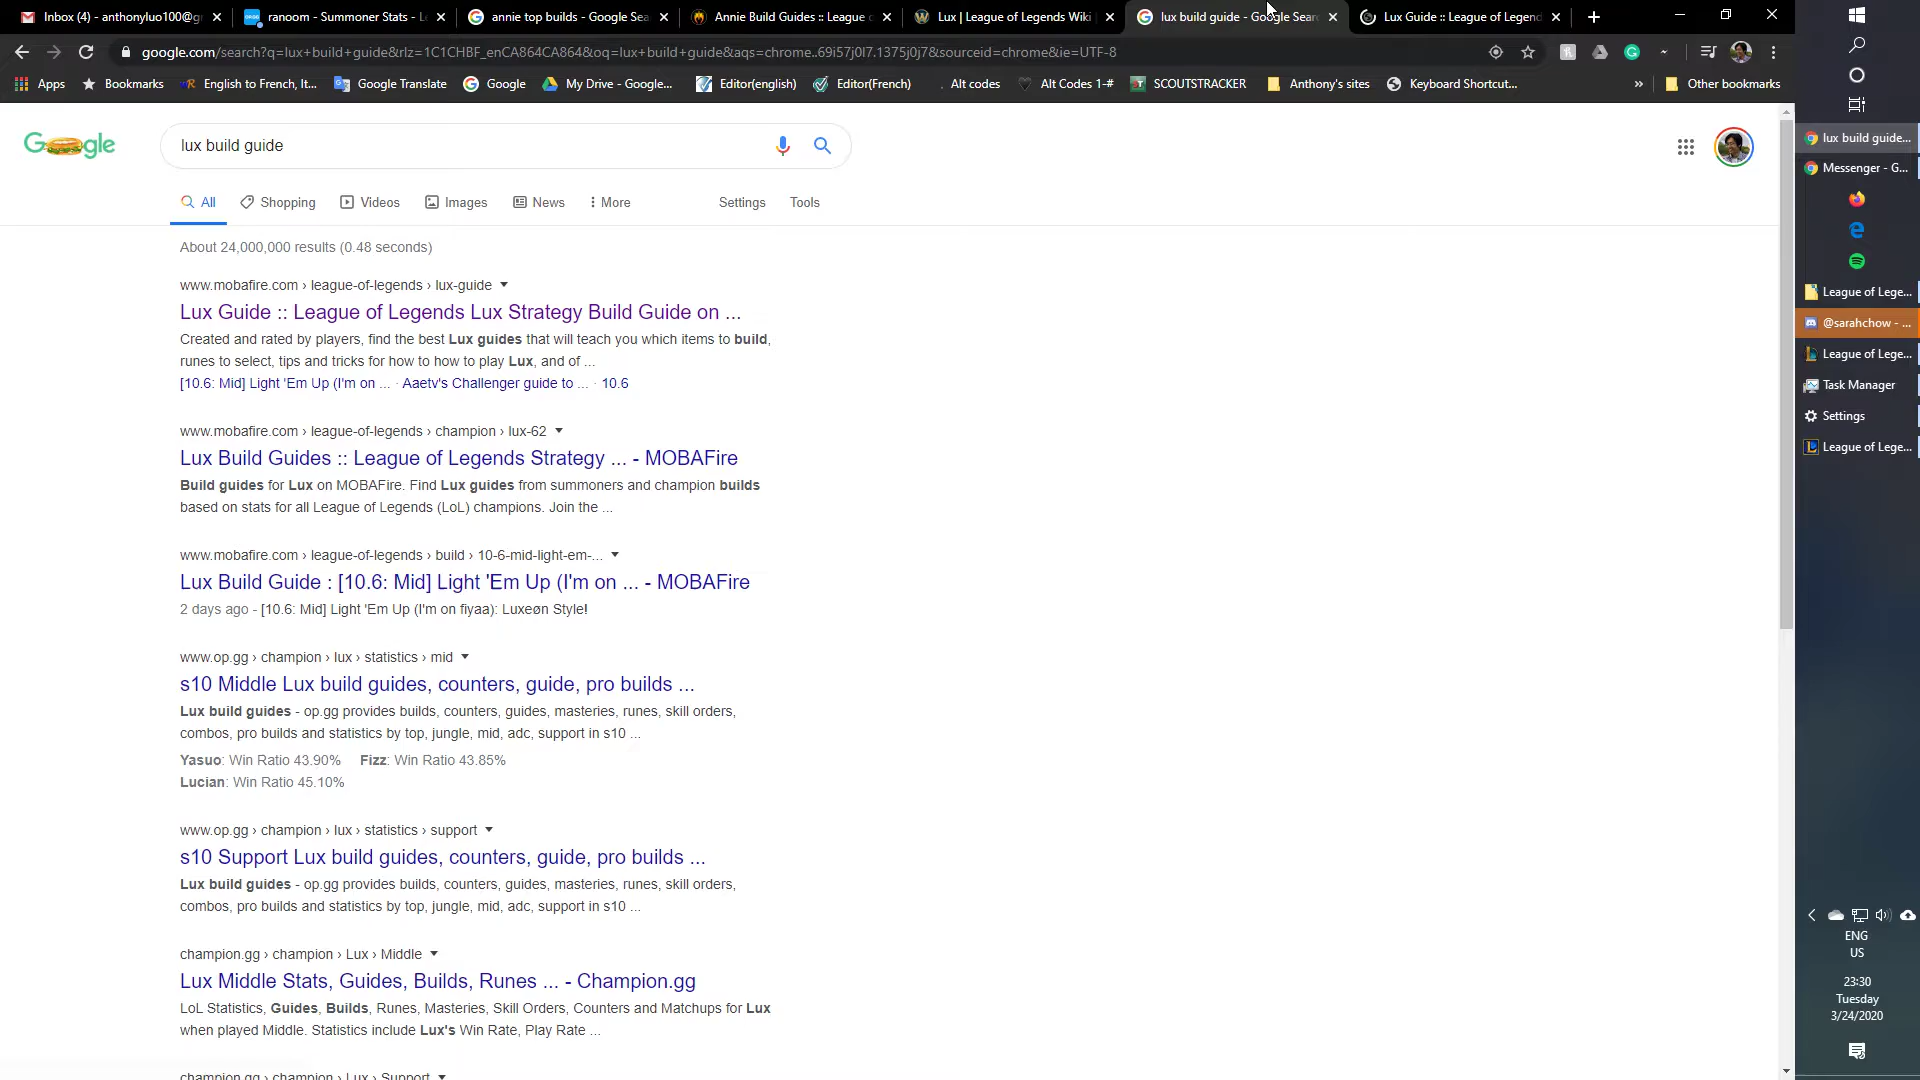 Inbox (4) - anthonyluo100@g
ranoom - Summoner Stats - Le
annie top builds - Google Sea
Annie Build Guides :: League o
Lux | League of Legends Wiki
lux build guide - Google Sear
Lux Guide :: League of Legend
google.com/search?q=lux+build+guide&rlz=1C1CHBF_enCA864CA864&oq=lux+build+guide&aqs=chrome..69i57j0l7.1375j0j7&sourceid=chrome&ie=UTF-8
Apps
Bookmarks
English to French, It...
Google Translate
Google
My Drive - Google...
Editor(english)
Editor(French)
Alt codes
Alt Codes 1-#
SCOUTSTRACKER
Anthony's sites
Keyboard Shortcut...
»
Other bookmarks
Google
lux build guide
All
Shopping
Videos
Images
News
More
Settings
Tools
About 24,000,000 results (0.48 seconds)
www.mobafire.com › league-of-legends › lux-guide
Lux Guide :: League of Legends Lux Strategy Build Guide on ...
Created and rated by players, find the best Lux guides that will teach you which items to build,
runes to select, tips and tricks for how to how to play Lux, and of ...
[10.6: Mid] Light 'Em Up (I'm on ... · Aaetv's Challenger guide to ... · 10.6
www.mobafire.com › league-of-legends › champion › lux-62
Lux Build Guides :: League of Legends Strategy ... - MOBAFire
Build guides for Lux on MOBAFire. Find Lux guides from summoners and champion builds
based on stats for all League of Legends (LoL) champions. Join the ...
www.mobafire.com › league-of-legends › build › 10-6-mid-light-em-...
Lux Build Guide : [10.6: Mid] Light 'Em Up (I'm on ... - MOBAFire
2 days ago - [10.6: Mid] Light 'Em Up (I'm on fiyaa): Luxeøn Style!
www.op.gg › champion › lux › statistics › mid
s10 Middle Lux build guides, counters, guide, pro builds ...
Lux build guides - op.gg provides builds, counters, guides, masteries, runes, skill orders,
combos, pro builds and statistics by top, jungle, mid, adc, support in s10 ...
Yasuo: Win Ratio 43.90% Fizz: Win Ratio 43.85%
Lucian: Win Ratio 45.10%
www.op.gg › champion › lux › statistics › support
s10 Support Lux build guides, counters, guide, pro builds ...
Lux build guides - op.gg provides builds, counters, guides, masteries, runes, skill orders,
combos, pro builds and statistics by top, jungle, mid, adc, support in s10 ...
champion.gg › champion › Lux › Middle
Lux Middle Stats, Guides, Builds, Runes ... - Champion.gg
LoL Statistics, Guides, Builds, Runes, Masteries, Skill Orders, Counters and Matchups for Lux
when played Middle. Statistics include Lux's Win Rate, Play Rate ...
champion.gg › champion › Lux › Support
lux build guide...
Messenger - G...
League of Lege...
@sarahchow - ...
League of Lege...
Task Manager
Settings
League of Lege...
ENG
US
23:30
Tuesday
3/24/2020